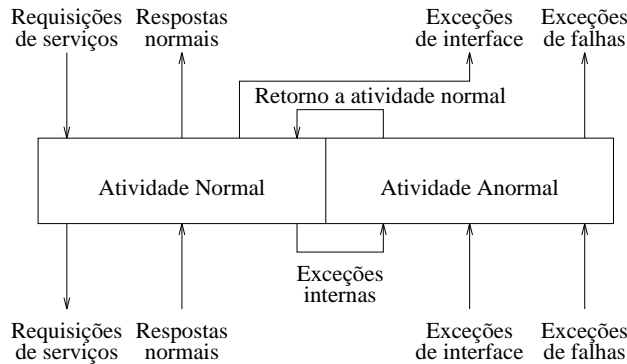 Requisições
de serviços
Respostas
normais
Exceções
de interface
Exceções
de falhas
Retorno a atividade normal
Atividade Normal
Atividade Anormal
Exceções
internas
Requisições
de serviços
Respostas
normais
Exceções
de interface
Exceções
de falhas